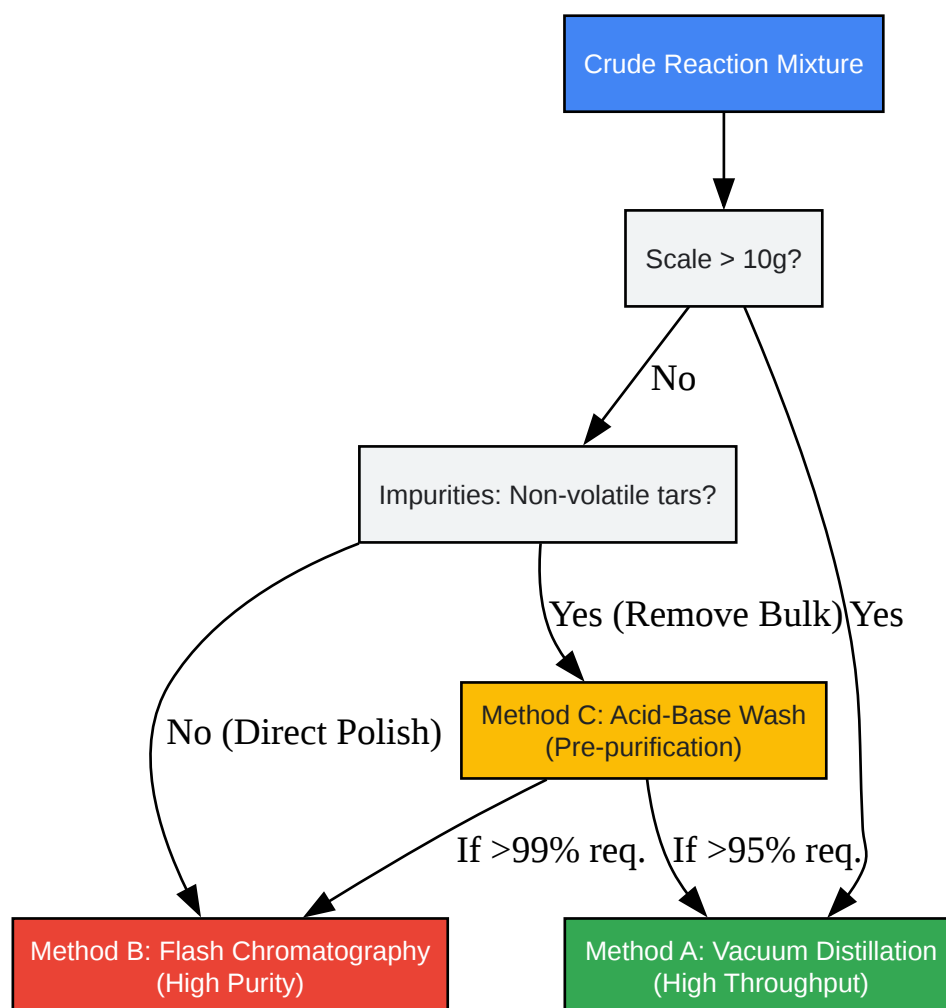 Crude Reaction Mixture
Scale > 10g?
No
Impurities: Non-volatile tars?
Yes (Remove Bulk)
Yes
Method C: Acid-Base Wash
(Pre-purification)
No (Direct Polish)
If >99% req.
If >95% req.
Method B: Flash Chromatography
(High Purity)
Method A: Vacuum Distillation
(High Throughput)